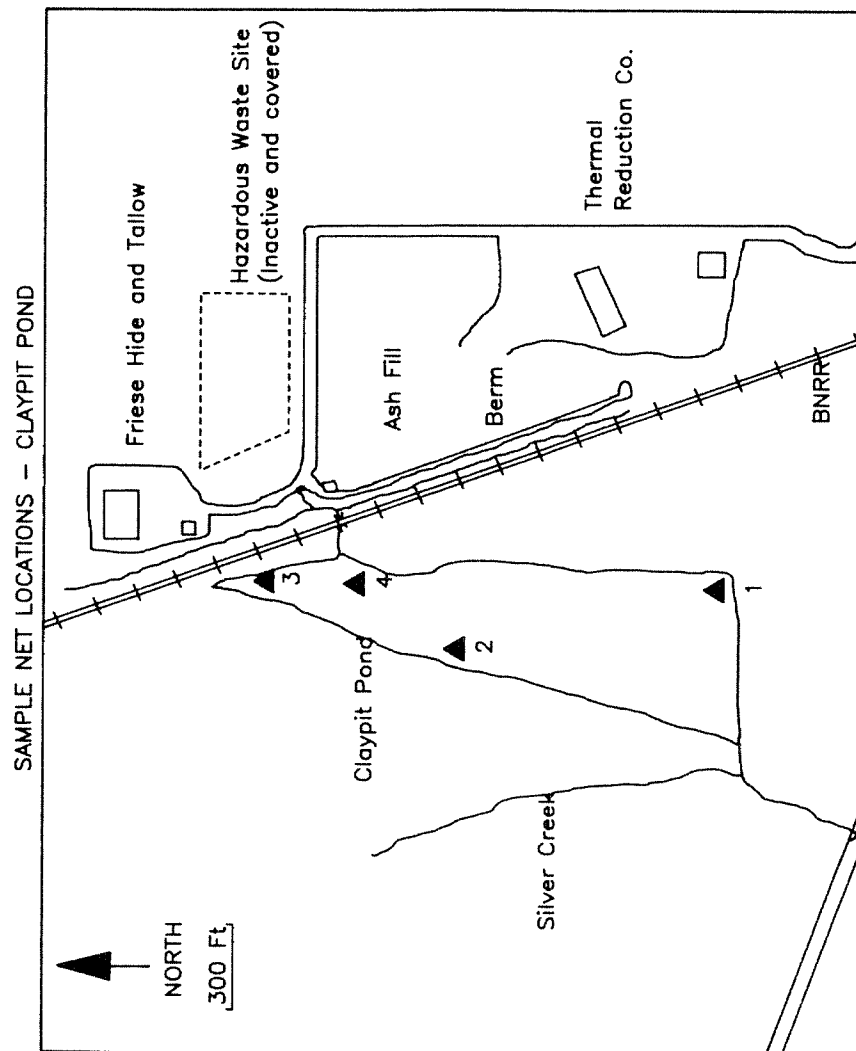 SAMPLE NET LOCATIONS – CLAYPIT POND
NORTH
300 Ft.
Friese Hide and Tallow
Hazardous Waste Site
(Inactive and covered)
Claypit Pond
Silver Creek
Ash Fill
Berm
Thermal
Reduction Co.
BNRR
3
4
2
1